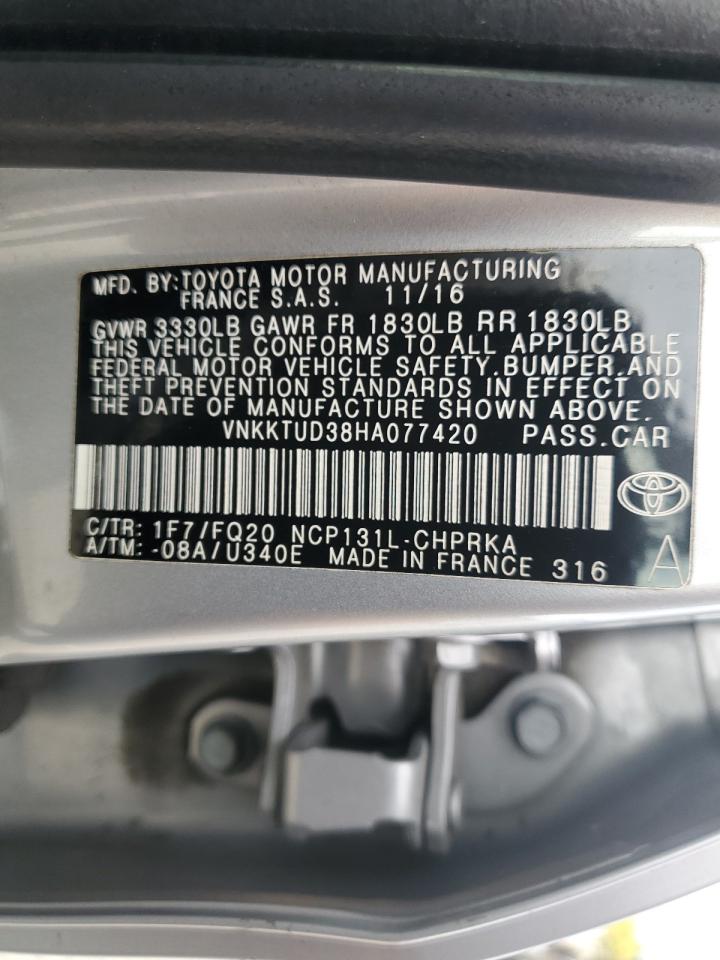 MFD. BY:TOYOTA MOTOR MANUFACTURING
FRANCE S.A.S. 11/16
GVWR 3330LB GAWR FR 1830LB RR 1830LB
THIS VEHICLE CONFORMS TO ALL APPLICABLE
FEDERAL MOTOR VEHICLE SAFETY,BUMPER,AND
THEFT PREVENTION STANDARDS IN EFFECT ON
THE DATE OF MANUFACTURE SHOWN ABOVE.
VNKKTUD38HA077420 PASS.CAR
C/TR: 1F7/FQ20 NCP131L-CHPRKA
A/TM: -08A/U340E MADE IN FRANCE 316 A